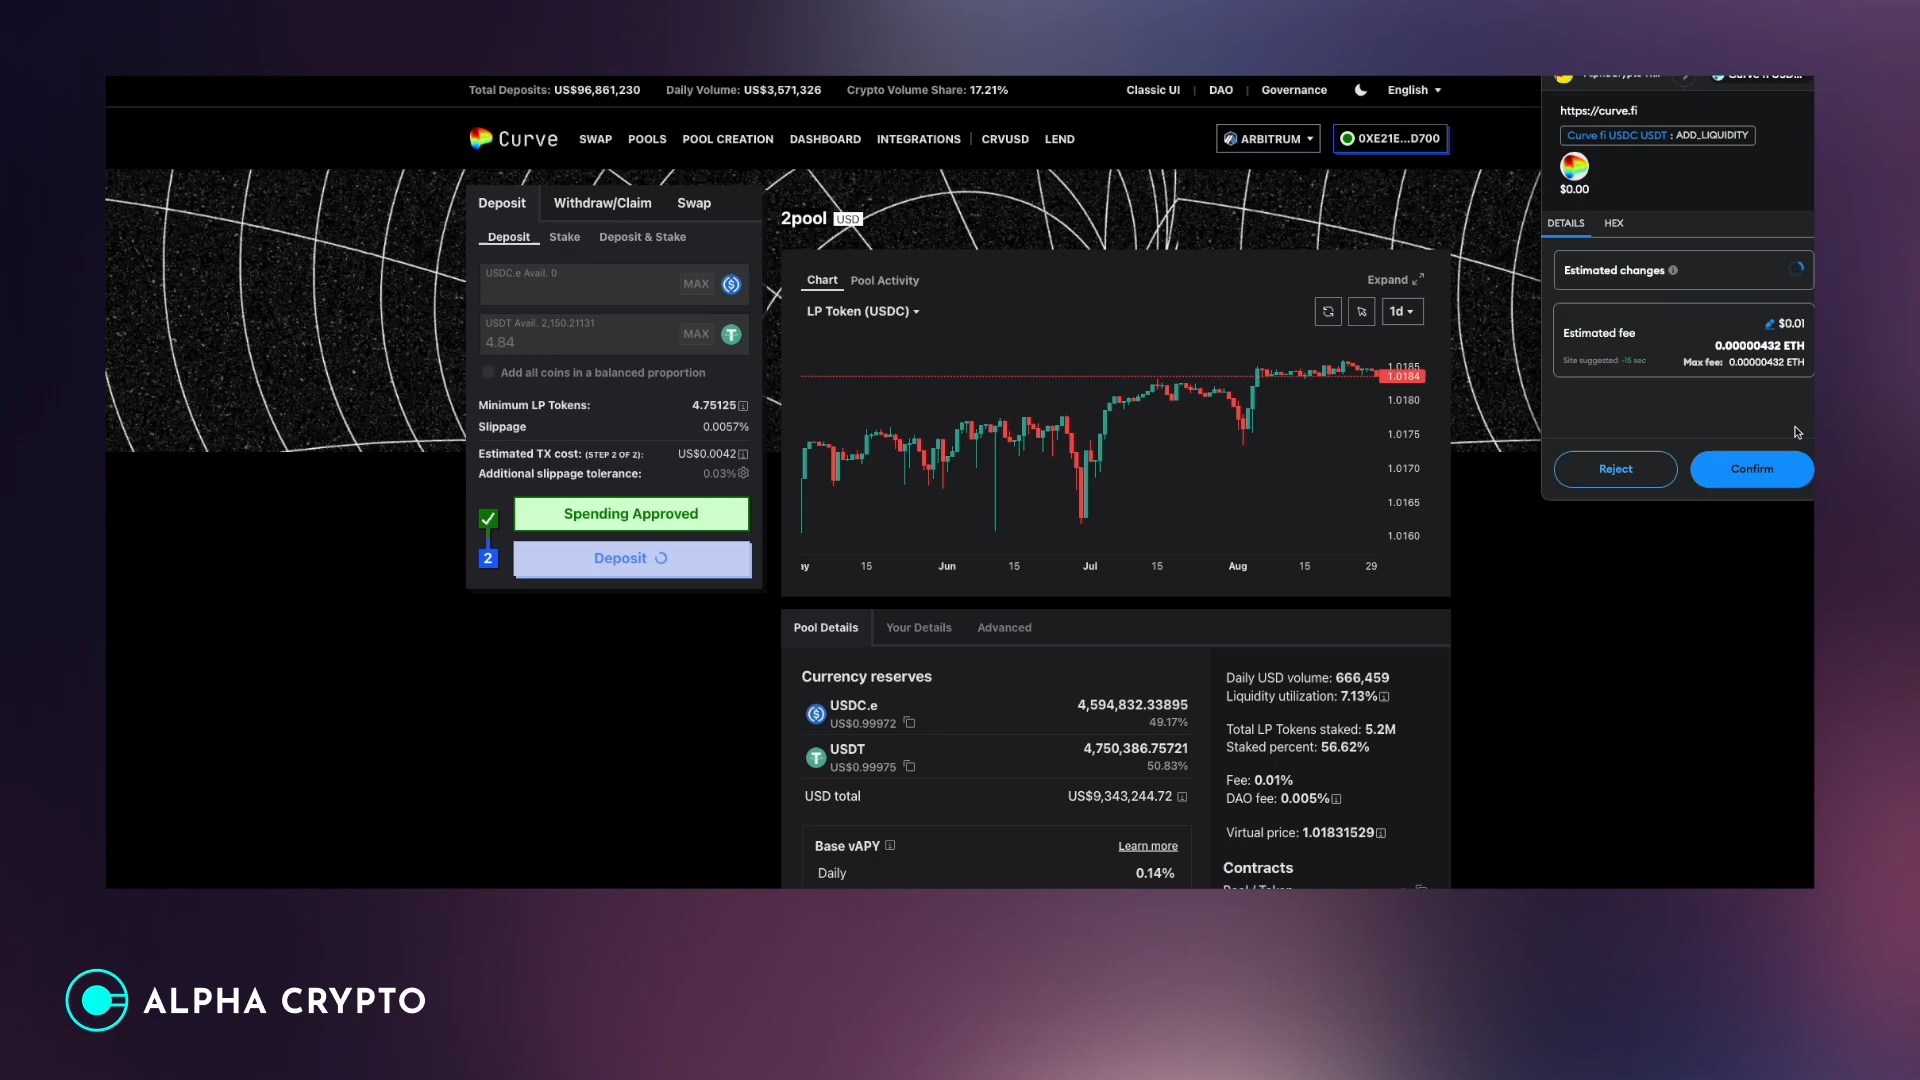 Total Deposits: US$96,861,230 Daily Volume: US$3,571,326 Crypto Volume Share: 17.21%
Classic UI | DAO | Governance English
Curve SWAP POOLS POOL CREATION DASHBOARD INTEGRATIONS | CRVUSD LEND
ARBITRUM 0XE21E...D700
Deposit Withdraw/Claim Swap
Deposit Stake Deposit & Stake
USDC.e Avail. 0
MAX
USDT Avail. 2,150.21131
4.84 MAX
Add all coins in a balanced proportion
Minimum LP Tokens: 4.75125
Slippage 0.0057%
Estimated TX cost: (STEP 2 OF 2): US$0.0042
Additional slippage tolerance: 0.03%
Spending Approved
2 Deposit
2pool USD
Chart Pool Activity Expand
LP Token (USDC) 1d
1.0185
1.0184
1.0180
1.0175
1.0170
1.0165
1.0160
ay 15 Jun 15 Jul 15 Aug 15 29
Pool Details Your Details Advanced
Currency reserves
USDC.e 4,594,832.33895
US$0.99972 49.17%
USDT 4,750,386.75721
US$0.99975 50.83%
USD total US$9,343,244.72
Base vAPY Learn more
Daily 0.14%
Daily USD volume: 666,459
Liquidity utilization: 7.13%
Total LP Tokens staked: 5.2M
Staked percent: 56.62%
Fee: 0.01%
DAO fee: 0.005%
Virtual price: 1.01831529
Contracts
https://curve.fi
Curve fi USDC USDT : ADD_LIQUIDITY
$0.00
DETAILS HEX
Estimated changes
Estimated fee $0.01
0.00000432 ETH
Site suggested ~15 sec Max fee: 0.00000432 ETH
Reject Confirm
ALPHA CRYPTO